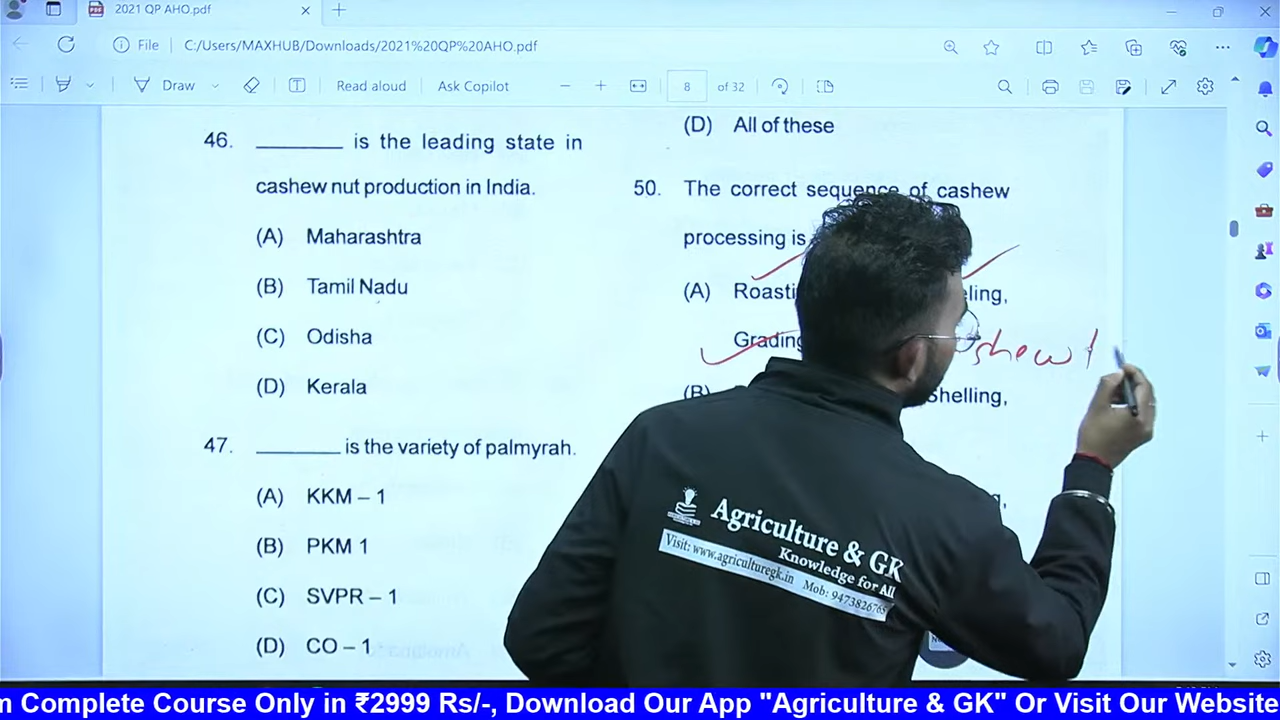 2021 QP AHO.pdf
File
C:/Users/MAXHUB/Downloads/2021%20QP%20AHO.pdf
Draw
Read aloud
Ask Copilot
8 of 32
46. ________ is the leading state in
cashew nut production in India.
(A) Maharashtra
(B) Tamil Nadu
(C) Odisha
(D) Kerala
47. ________ is the variety of palmyrah.
(A) KKM – 1
(B) PKM 1
(C) SVPR – 1
(D) CO – 1
(D) All of these
50. The correct sequence of cashew
processing is
(A)
Grading
(B) Shelling,
Agriculture & GK
Knowledge for All
Visit: www.agriculturegk.in Mob: 947382676
m Complete Course Only in ₹2999 Rs/-, Download Our App "Agriculture & GK" Or Visit Our Website